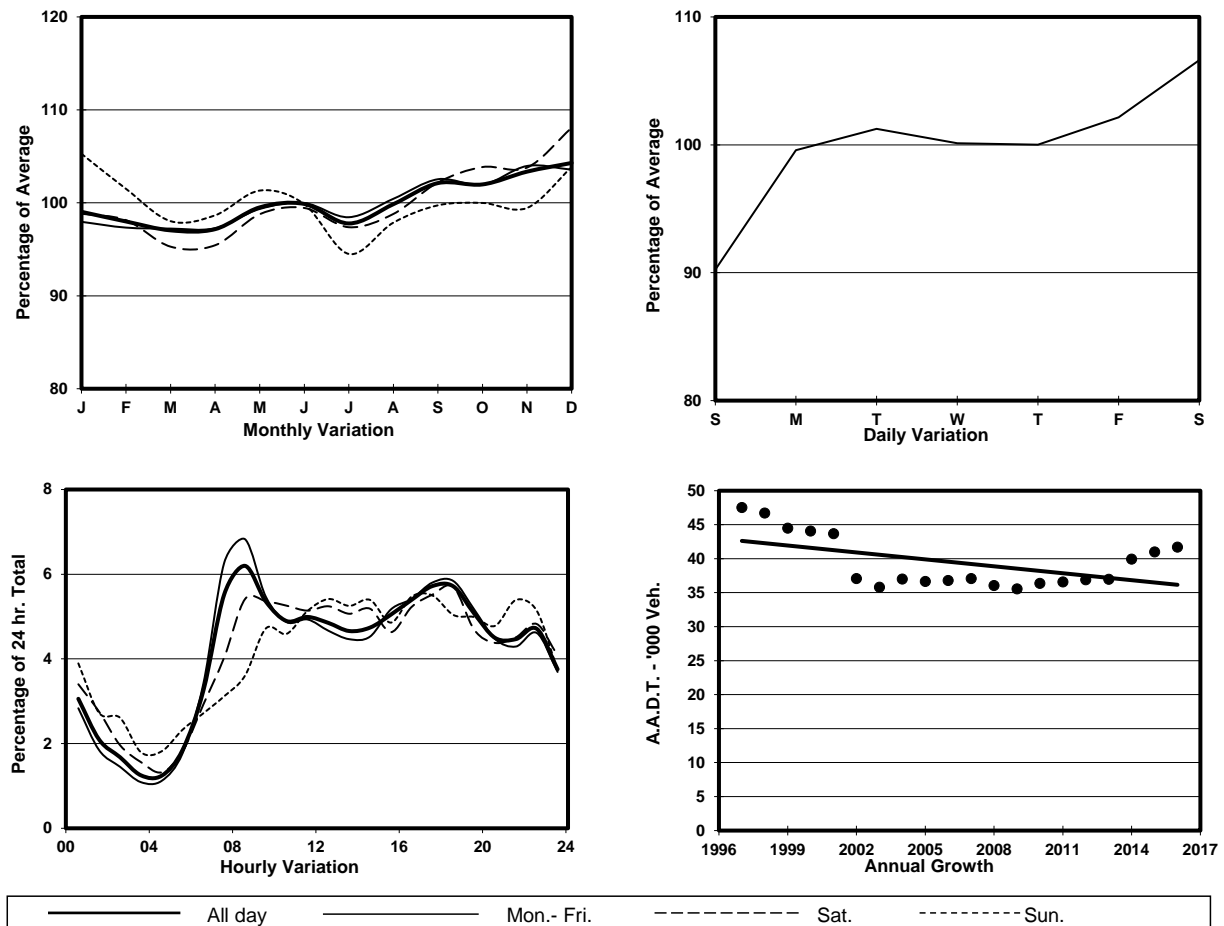 120
110
100
90
80
Percentage of Average
J F M A M J J A S O N D
Monthly Variation
110
100
90
80
Percentage of Average
S M T W T F S
Daily Variation
8
6
4
2
0
Percentage of 24 hr. Total
00 04 08 12 16 20 24
Hourly Variation
50
45
40
35
30
25
20
15
10
5
0
A.A.D.T. - '000 Veh.
1996 1999 2002 2005 2008 2011 2014 2017
Annual Growth
All day Mon.- Fri. Sat. Sun.